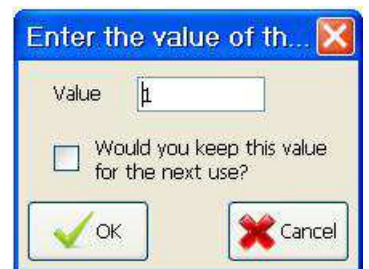 Enter the value of th...
Value 1
Would you keep this value
for the next use?
OK Cancel